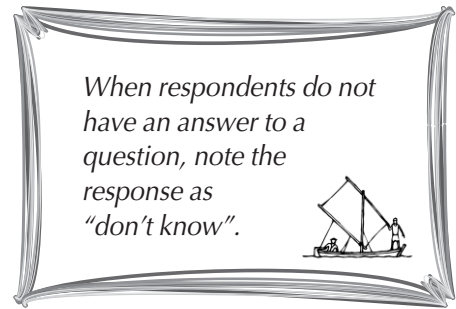 When respondents do not
have an answer to a
question, note the
response as
“don’t know”.